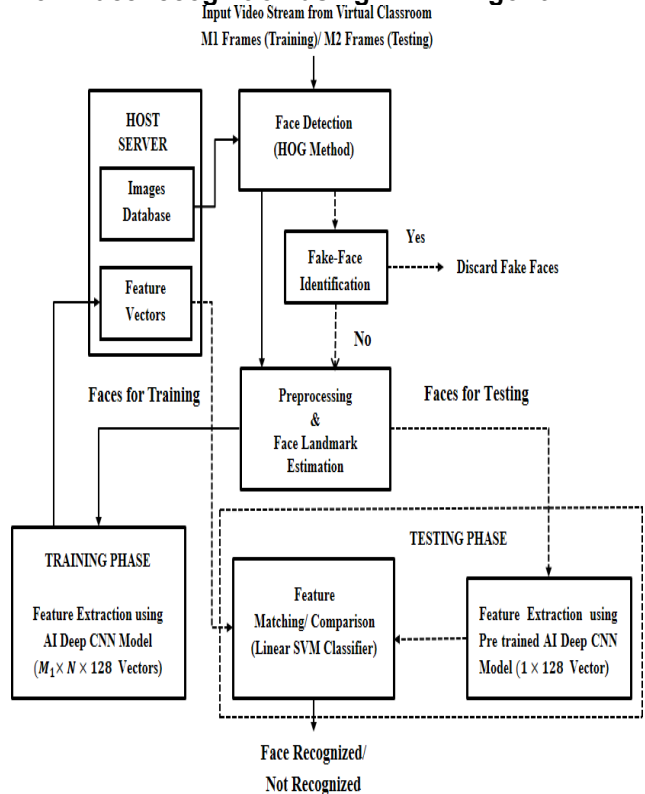 Input Video Stream from Virtual Classroom
M1 Frames (Training)/ M2 Frames (Testing)
HOST
SERVER
Images
Database
Feature
Vectors
Face Detection
(HOG Method)
Fake-Face
Identification
Yes
Discard Fake Faces
No
Faces for Training
Preprocessing
&
Face Landmark
Estimation
Faces for Testing
TRAINING PHASE
Feature Extraction using
AI Deep CNN Model
(M₁× N × 128 Vectors)
TESTING PHASE
Feature
Matching/ Comparison
(Linear SVM Classifier)
Feature Extraction using
Pre trained AI Deep CNN
Model (1 × 128 Vector)
Face Recognized/
Not Recognized